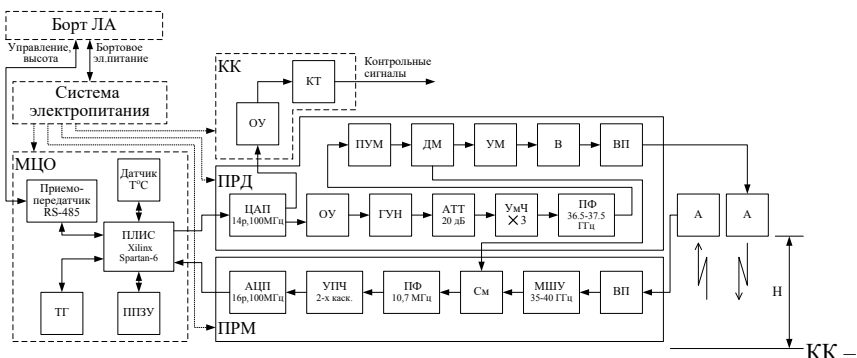 Борт ЛА
Управление,
высота
Бортовое
эл.питание
Система
электропитания
КК
ОУ
КТ
Контрольные
сигналы
МЦО
Датчик
T°C
Приемо-
передатчик
RS-485
ПЛИС
Xilinx
Spartan-6
ТГ
ППЗУ
ПРД
ПУМ
ДМ
УМ
В
ВП
ЦАП
14р,100МГц
ОУ
ГУН
АТТ
20 дБ
УмЧ
×3
ПФ
36.5-37.5
ГГц
А
А
АЦП
16р,100МГц
УПЧ
2-х каск.
ПФ
10,7 МГц
См
МШУ
35-40 ГГц
ВП
ПРМ
Н
КК –